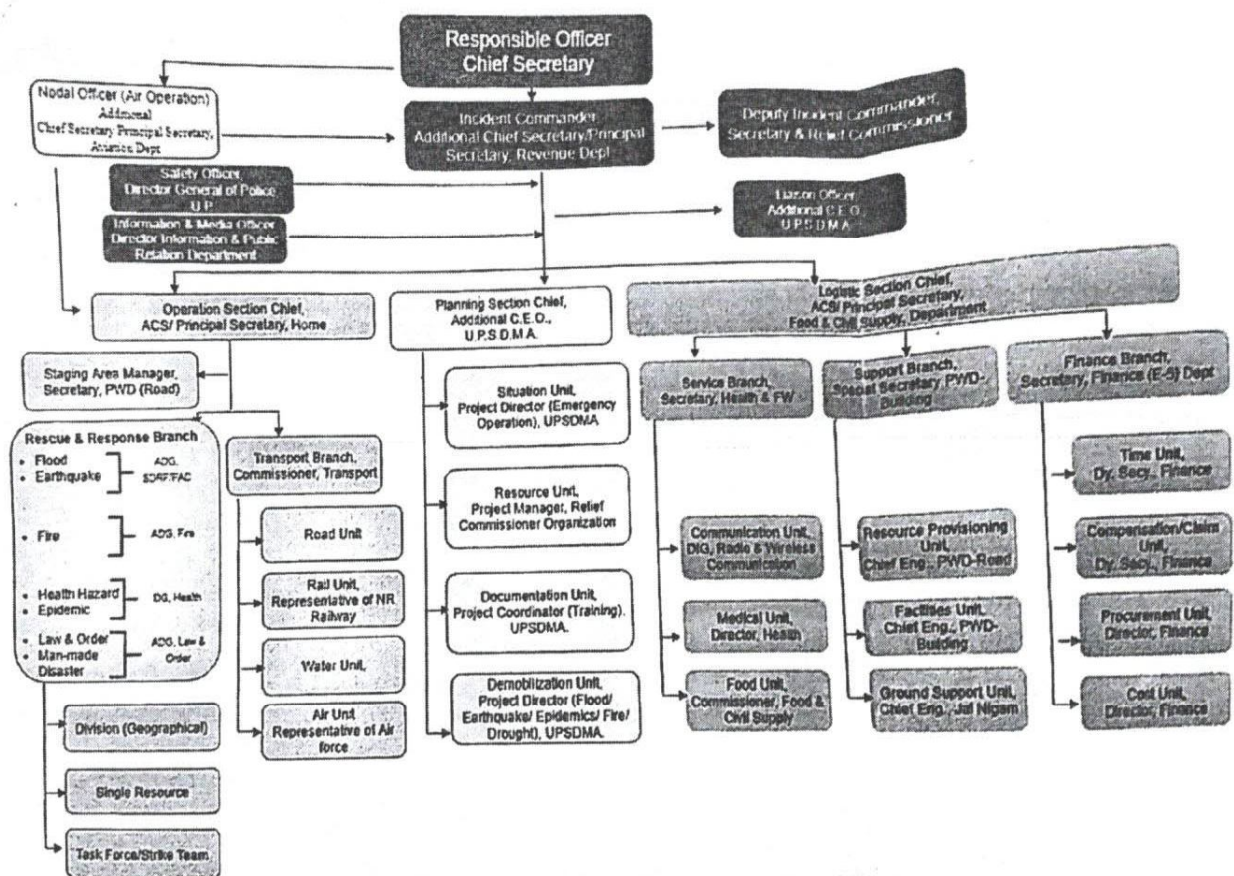 Responsible Officer
Chief Secretary
Nodal Officer (Air Operation)
Additional
Chief Secretary Principal Secretary,
Aviation Dept
Incident Commander
Additional Chief Secretary/Principal
Secretary, Revenue Dept
Deputy Incident Commander,
Secretary & Relief Commissioner
Safety Officer,
Director General of Police
U.P
Information & Media Officer
Director Information & Public
Relation Department
Liaison Officer
Additional C.E.O.
U.P.S.D.M.A.
Operation Section Chief,
ACS/ Principal Secretary, Home
Planning Section Chief,
Additional C.E.O.,
U.P.S.D.M.A.
Logistic Section Chief,
ACS/ Principal Secretary,
Food & Civil Supply, Department
Staging Area Manager,
Secretary, PWD (Road)
Rescue & Response Branch
• Flood
• Earthquake
ADG,
SDRF/PAC
• Fire
ADG, Fire
• Health Hazard
• Epidemic
DG, Health
• Law & Order
• Man-made
Disaster
ADG, Law &
Order
Division (Geographical)
Single Resource
Task Force/Strike Team
Transport Branch,
Commissioner, Transport
Road Unit
Rail Unit,
Representative of NR
Railway
Water Unit,
Air Unit
Representative of Air
force
Situation Unit,
Project Director (Emergency
Operation), UPSDMA
Resource Unit,
Project Manager, Relief
Commissioner Organization
Documentation Unit,
Project Coordinator (Training).
UPSDMA.
Demobilization Unit,
Project Director (Flood/
Earthquake/ Epidemics/ Fire/
Drought), UPSDMA.
Service Branch,
Secretary, Health & FW
Communication Unit,
DIG, Radio & Wireless
Communication
Medical Unit,
Director, Health
Food Unit,
Commissioner, Food &
Civil Supply
Support Branch,
Special Secretary PWD-
Building
Resource Provisioning
Unit,
Chief Eng., PWD-Road
Facilities Unit,
Chief Eng., PWD-
Building
Ground Support Unit,
Chief Eng., Jal Nigam
Finance Branch,
Secretary, Finance (E-5) Dept
Time Unit,
Dy. Secy., Finance
Compensation/Claim
Unit,
Dy. Secy., Finance
Procurement Unit,
Director, Finance
Cost Unit,
Director, Finance